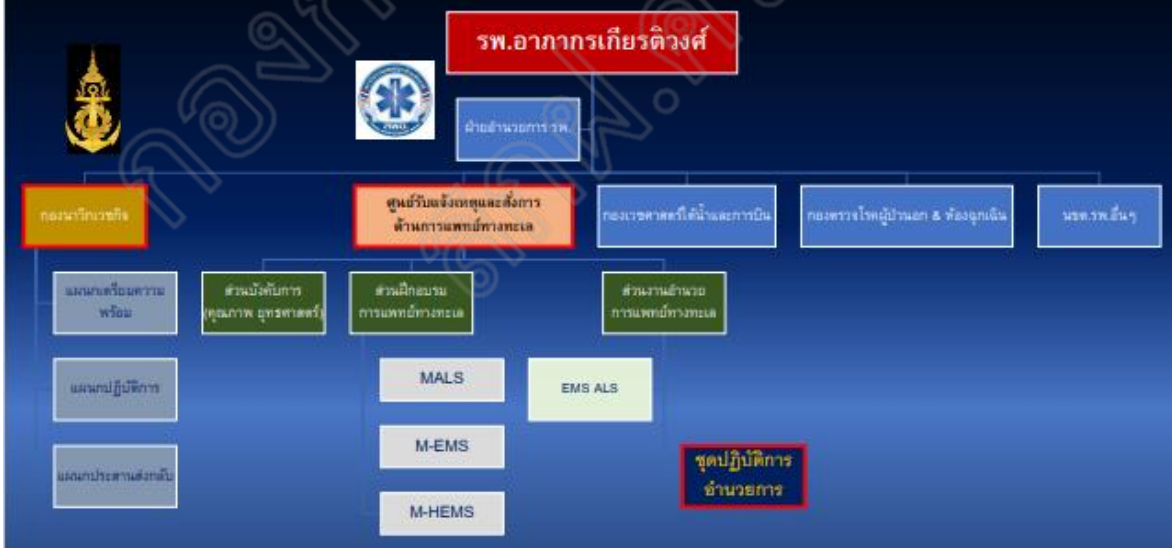 รพ.อาภากรเกียรติวงศ์
ฝ่ายอำนวยการ รพ.
กองนาวิกเวชกิจ
ศูนย์รับแจ้งเหตุและสั่งการ
ด้านการแพทย์ทางทะเล
กองเวชศาสตร์ใต้น้ำและการบิน
กองตรวจโรคผู้ป่วยนอก & ห้องฉุกเฉิน
นขต.รพ.อื่นๆ
แผนกเตรียมความ
พร้อม
ส่วนบังคับการ
(คุณภาพ ยุทธศาสตร์)
ส่วนฝึกอบรม
การแพทย์ทางทะเล
ส่วนงานอำนวย
การแพทย์ทางทะเล
แผนกปฏิบัติการ
MALS
EMS ALS
แผนกประสานส่งกลับ
M-EMS
ชุดปฏิบัติการ
อำนวยการ
M-HEMS